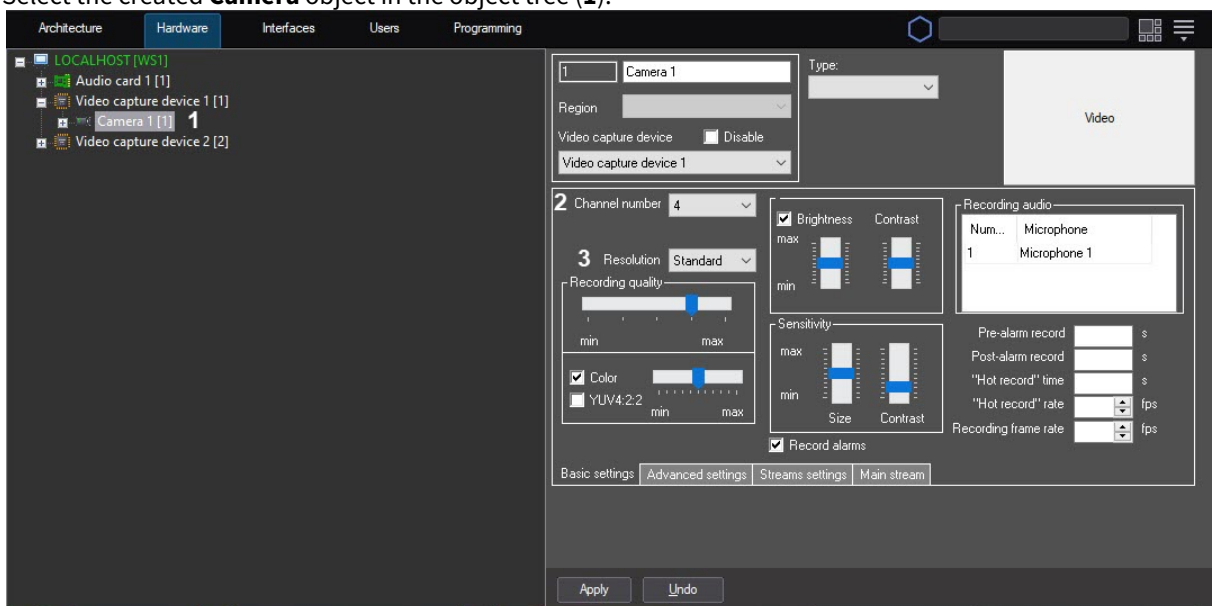 Select the created Camera object in the object tree (1).
Architecture Hardware Interfaces Users Programming
LOCALHOST [WS1]
Audio card 1 [1]
Video capture device 1 [1]
Camera 1 [1] 1
Video capture device 2 [2]
1 Camera 1
Type:
Region
Video capture device Disable
Video capture device 1
Video
2 Channel number 4
3 Resolution Standard
Recording quality
min max
Color
YUV4:2:2
min max
Brightness Contrast
max
min
Sensitivity
max
min
Size Contrast
Record alarms
Recording audio
Num... Microphone
1 Microphone 1
Pre-alarm record s
Post-alarm record s
"Hot record" time s
"Hot record" rate fps
Recording frame rate fps
Basic settings Advanced settings Streams settings Main stream
Apply Undo